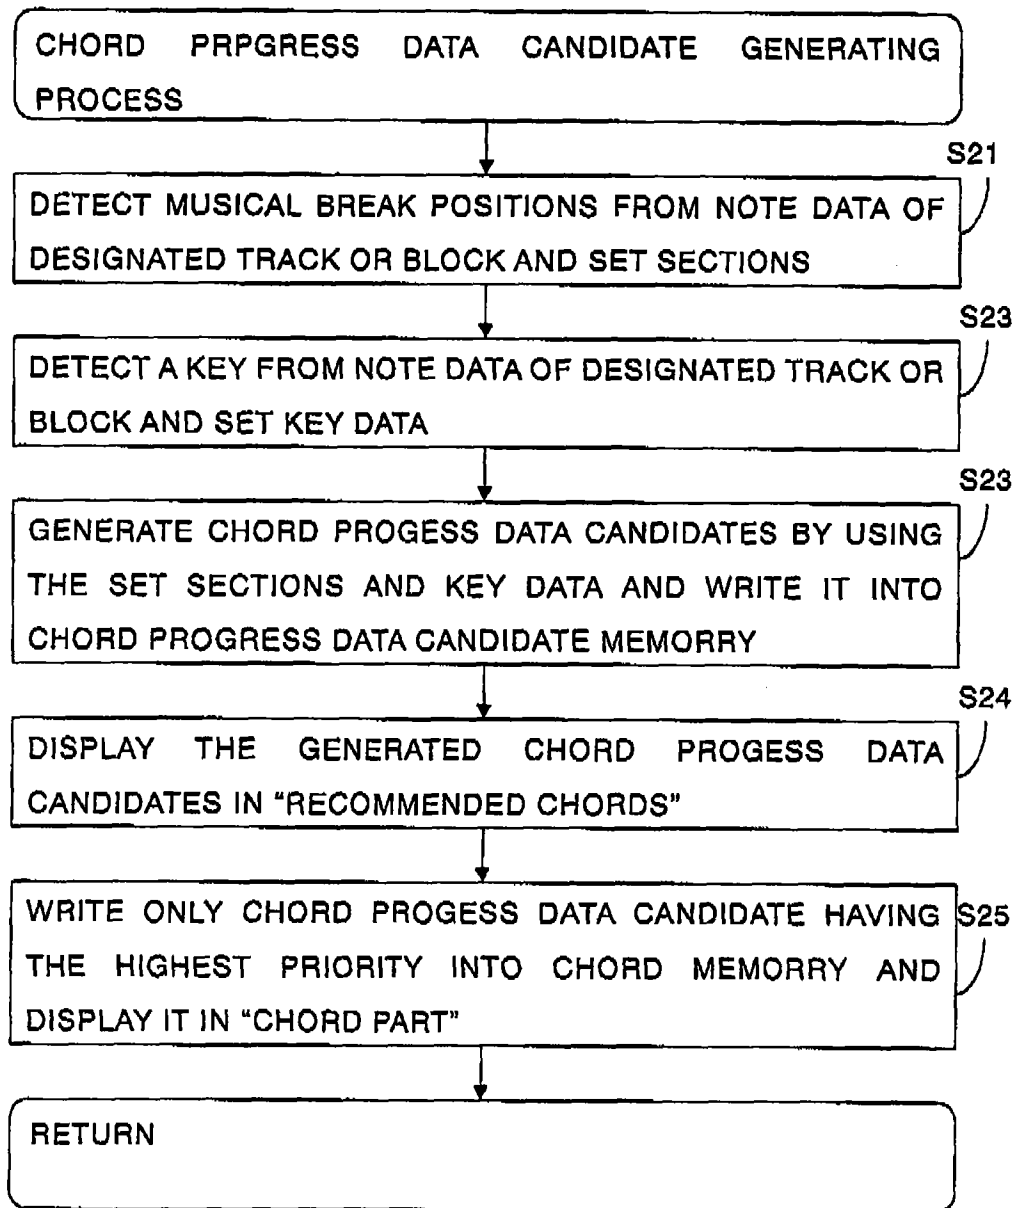 CHORD PRPGRESS DATA CANDIDATE GENERATING
PROCESS
S21
DETECT MUSICAL BREAK POSITIONS FROM NOTE DATA OF
DESIGNATED TRACK OR BLOCK AND SET SECTIONS
S23
DETECT A KEY FROM NOTE DATA OF DESIGNATED TRACK OR
BLOCK AND SET KEY DATA
S23
GENERATE CHORD PROGESS DATA CANDIDATES BY USING
THE SET SECTIONS AND KEY DATA AND WRITE IT INTO
CHORD PROGRESS DATA CANDIDATE MEMORRY
S24
DISPLAY THE GENERATED CHORD PROGESS DATA
CANDIDATES IN “RECOMMENDED CHORDS”
WRITE ONLY CHORD PROGESS DATA CANDIDATE HAVING
S25
THE HIGHEST PRIORITY INTO CHORD MEMORRY AND
DISPLAY IT IN “CHORD PART”
RETURN